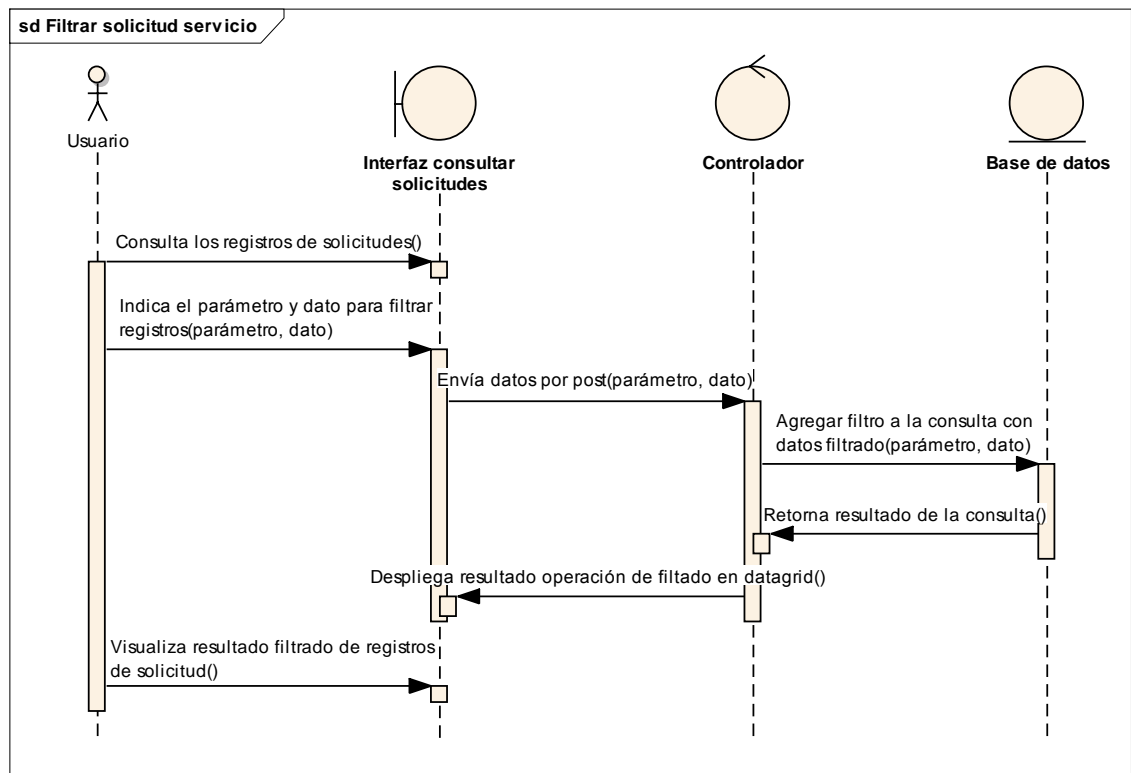 sd Filtrar solicitud servicio
Usuario
Interfaz consultar
solicitudes
Controlador
Base de datos
Consulta los registros de solicitudes()
Indica el parámetro y dato para filtrar
registros(parámetro, dato)
Envía datos por post(parámetro, dato)
Agregar filtro a la consulta con
datos filtrado(parámetro, dato)
Retorna resultado de la consulta()
Despliega resultado operación de filtado en datagrid()
Visualiza resultado filtrado de registros
de solicitud()